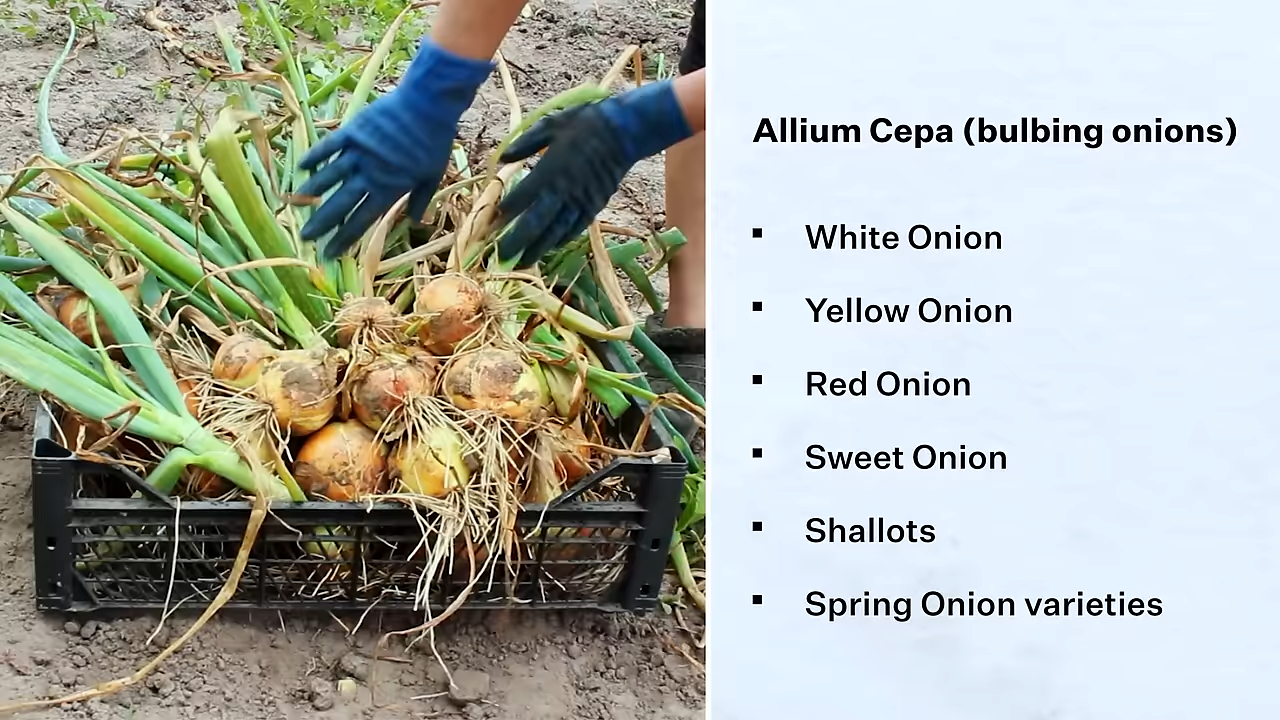 Allium Cepa (bulbing onions)
▪ White Onion
▪ Yellow Onion
▪ Red Onion
▪ Sweet Onion
▪ Shallots
▪ Spring Onion varieties